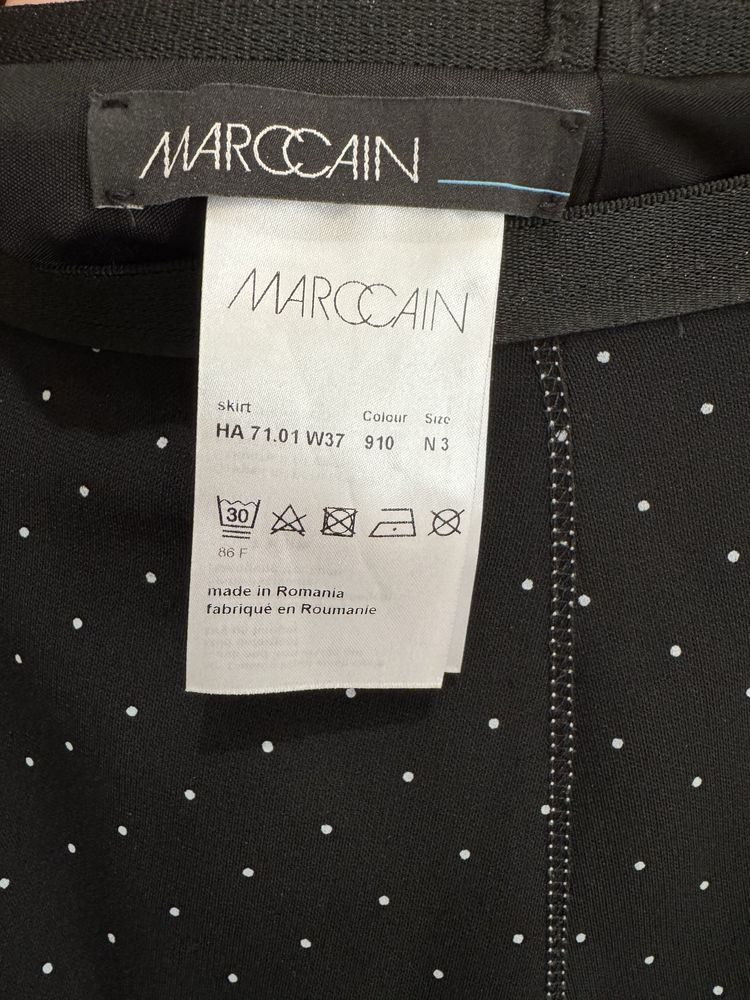 MARCCAIN
MARCCAIN
skirt Colour Size
HA 71.01 W37 910 N 3
30
86 F
made in Romania
fabriqué en Roumanie